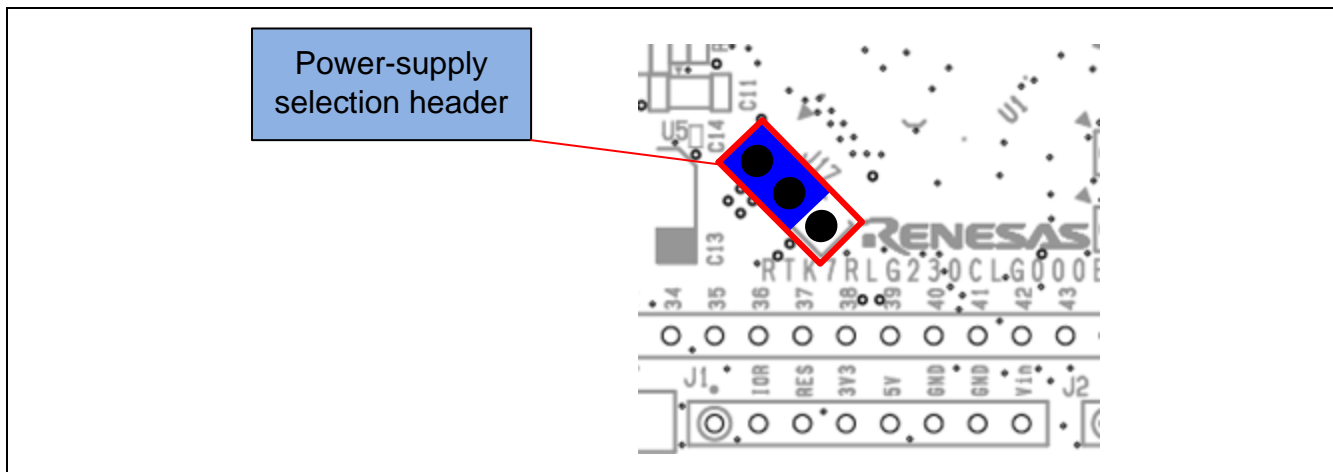 Power-supply
selection header
C11
U5
C14
J17
U1
C13
RENESAS
RTK7RLG230CLG000B
34 35 36 37 38 39 40 41 42 43
J1 IOR RES 3V3 5V GND GND Vin J2